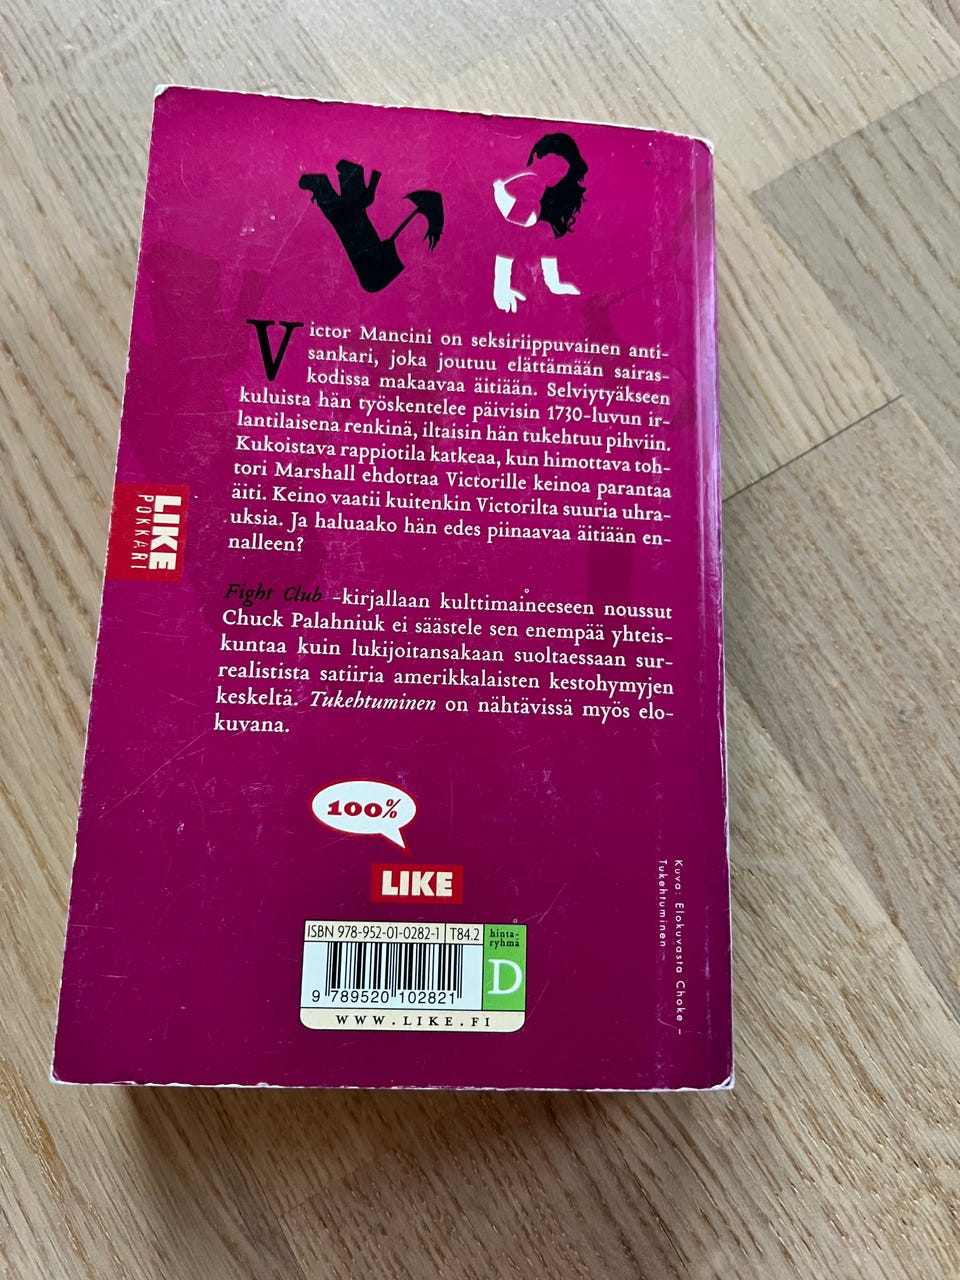 Victor Mancini on seksiriippuvainen anti-
sankari, joka joutuu elättämään sairas-
kodissa makaavaa äitiään. Selviytyäkseen
kuluista hän työskentelee päivisin 1730-luvun ir-
lantilaisena renkinä, iltaisin hän tukehtuu pihviin.
Kukoistava rappiotila katkeaa, kun himottava toh-
tori Marshall ehdottaa Victorille keinoa parantaa
äiti. Keino vaatii kuitenkin Victorilta suuria uhra-
uksia. Ja haluaako hän edes piinaavaa äitiään en-
nalleen?
Fight Club -kirjallaan kulttimaineeseen noussut
Chuck Palahniuk ei säästele sen enempää yhteis-
kuntaa kuin lukijoitansakaan suoltaessaan sur-
realistista satiiria amerikkalaisten kestohymyjen
keskeltä. Tukehtuminen on nähtävissä myös elo-
kuvana.
LIKE
POKKARI
100%
LIKE
ISBN 978-952-01-0282-1 T84.2
hinta-
ryhmä
D
9 789520 102821
WWW.LIKE.FI
Kuva: Elokuvasta Choke –
Tukehtuminen